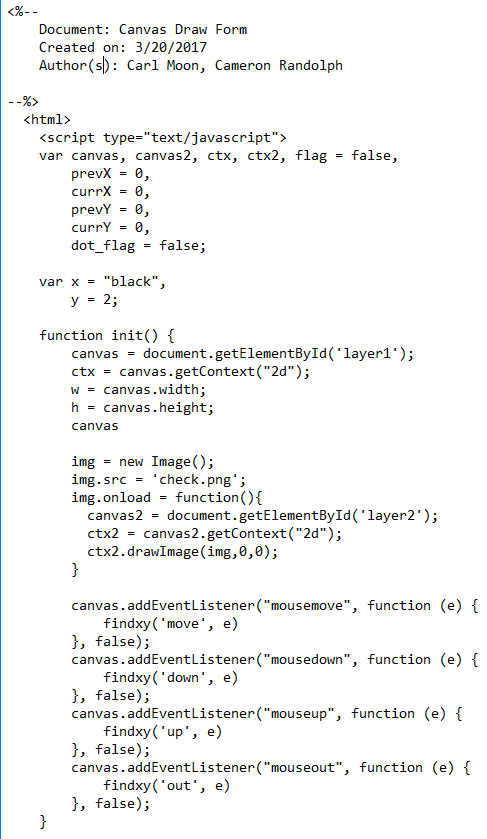 <%--
    Document: Canvas Draw Form
    Created on: 3/20/2017
    Author(s): Carl Moon, Cameron Randolph

--%>
  <html>
    <script type="text/javascript">
    var canvas, canvas2, ctx, ctx2, flag = false,
        prevX = 0,
        currX = 0,
        prevY = 0,
        currY = 0,
        dot_flag = false;

    var x = "black",
        y = 2;

    function init() {
        canvas = document.getElementById('layer1');
        ctx = canvas.getContext("2d");
        w = canvas.width;
        h = canvas.height;
        canvas

        img = new Image();
        img.src = 'check.png';
        img.onload = function(){
          canvas2 = document.getElementById('layer2');
          ctx2 = canvas2.getContext("2d");
          ctx2.drawImage(img,0,0);
        }

        canvas.addEventListener("mousemove", function (e) {
            findxy('move', e)
        }, false);
        canvas.addEventListener("mousedown", function (e) {
            findxy('down', e)
        }, false);
        canvas.addEventListener("mouseup", function (e) {
            findxy('up', e)
        }, false);
        canvas.addEventListener("mouseout", function (e) {
            findxy('out', e)
        }, false);
    }